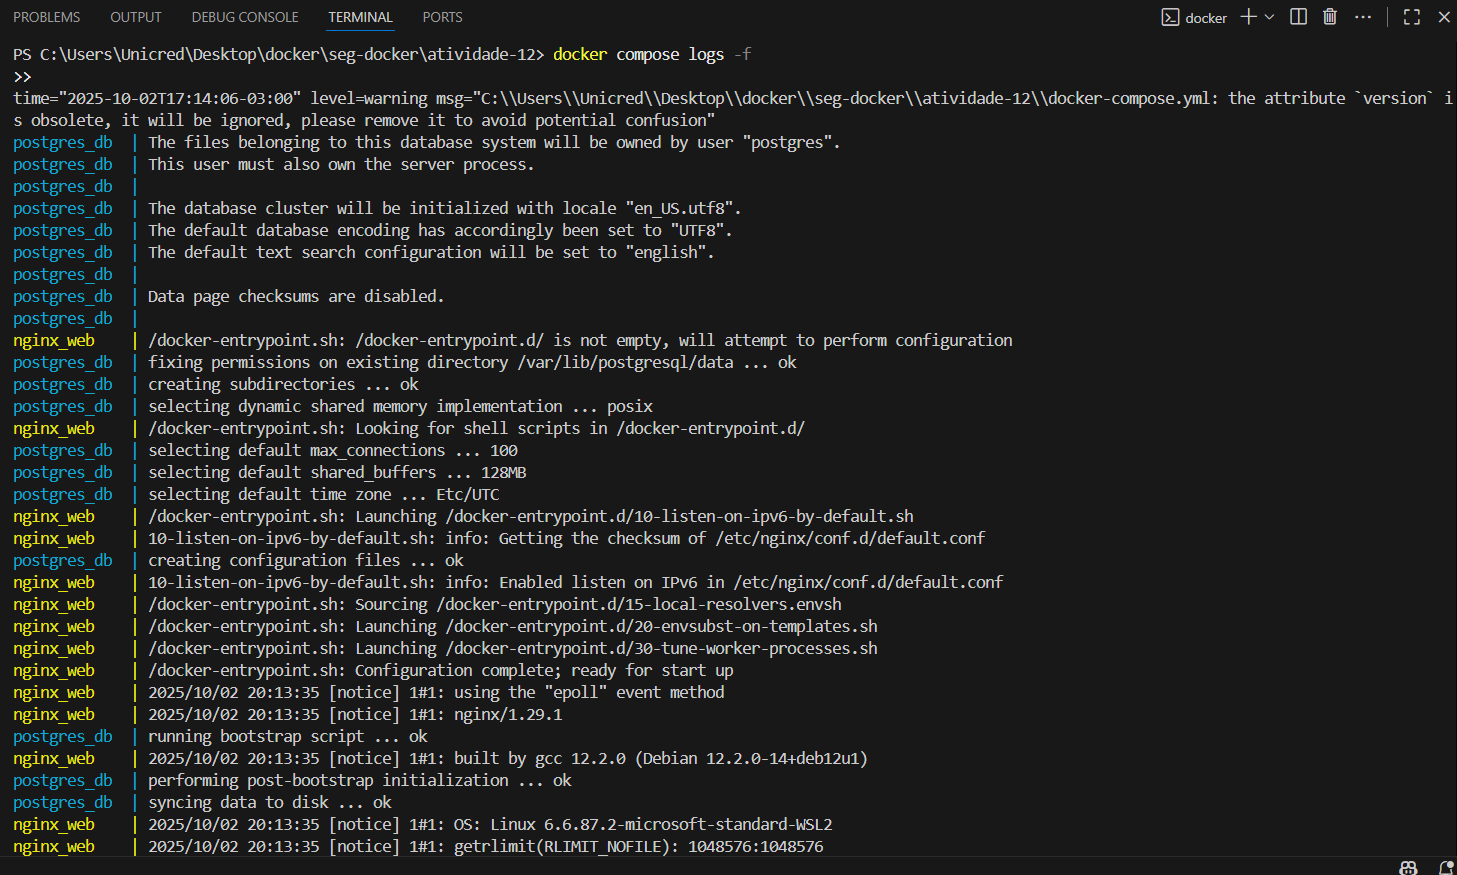 PROBLEMS OUTPUT DEBUG CONSOLE TERMINAL PORTS docker
PS C:\Users\Unicred\Desktop\docker\seg-docker\atividade-12> docker compose logs -f
>>
time="2025-10-02T17:14:06-03:00" level=warning msg="C:\\Users\\Unicred\\Desktop\\docker\\seg-docker\\atividade-12\\docker-compose.yml: the attribute `version` i
s obsolete, it will be ignored, please remove it to avoid potential confusion"
postgres_db | The files belonging to this database system will be owned by user "postgres".
postgres_db | This user must also own the server process.
postgres_db |
postgres_db | The database cluster will be initialized with locale "en_US.utf8".
postgres_db | The default database encoding has accordingly been set to "UTF8".
postgres_db | The default text search configuration will be set to "english".
postgres_db |
postgres_db | Data page checksums are disabled.
postgres_db |
nginx_web | /docker-entrypoint.sh: /docker-entrypoint.d/ is not empty, will attempt to perform configuration
postgres_db | fixing permissions on existing directory /var/lib/postgresql/data ... ok
postgres_db | creating subdirectories ... ok
postgres_db | selecting dynamic shared memory implementation ... posix
nginx_web | /docker-entrypoint.sh: Looking for shell scripts in /docker-entrypoint.d/
postgres_db | selecting default max_connections ... 100
postgres_db | selecting default shared_buffers ... 128MB
postgres_db | selecting default time zone ... Etc/UTC
nginx_web | /docker-entrypoint.sh: Launching /docker-entrypoint.d/10-listen-on-ipv6-by-default.sh
nginx_web | 10-listen-on-ipv6-by-default.sh: info: Getting the checksum of /etc/nginx/conf.d/default.conf
postgres_db | creating configuration files ... ok
nginx_web | 10-listen-on-ipv6-by-default.sh: info: Enabled listen on IPv6 in /etc/nginx/conf.d/default.conf
nginx_web | /docker-entrypoint.sh: Sourcing /docker-entrypoint.d/15-local-resolvers.envsh
nginx_web | /docker-entrypoint.sh: Launching /docker-entrypoint.d/20-envsubst-on-templates.sh
nginx_web | /docker-entrypoint.sh: Launching /docker-entrypoint.d/30-tune-worker-processes.sh
nginx_web | /docker-entrypoint.sh: Configuration complete; ready for start up
nginx_web | 2025/10/02 20:13:35 [notice] 1#1: using the "epoll" event method
nginx_web | 2025/10/02 20:13:35 [notice] 1#1: nginx/1.29.1
postgres_db | running bootstrap script ... ok
nginx_web | 2025/10/02 20:13:35 [notice] 1#1: built by gcc 12.2.0 (Debian 12.2.0-14+deb12u1)
postgres_db | performing post-bootstrap initialization ... ok
postgres_db | syncing data to disk ... ok
nginx_web | 2025/10/02 20:13:35 [notice] 1#1: OS: Linux 6.6.87.2-microsoft-standard-WSL2
nginx_web | 2025/10/02 20:13:35 [notice] 1#1: getrlimit(RLIMIT_NOFILE): 1048576:1048576